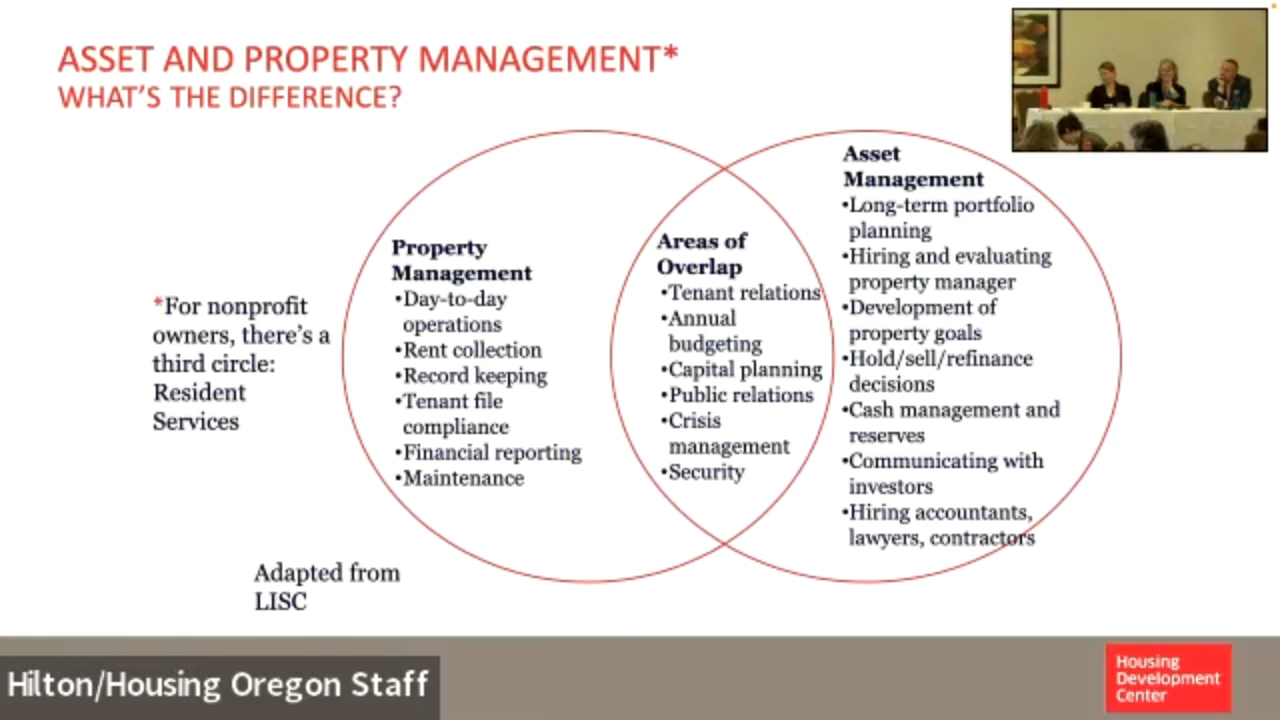 ASSET AND PROPERTY MANAGEMENT*
WHAT'S THE DIFFERENCE?
*For nonprofit
owners, there's a
third circle:
Resident
Services
Property
Management
•Day-to-day
operations
•Rent collection
•Record keeping
•Tenant file
compliance
•Financial reporting
•Maintenance
Areas of
Overlap
•Tenant relations
•Annual
budgeting
•Capital planning
•Public relations
•Crisis
management
•Security
Asset
Management
•Long-term portfolio
planning
•Hiring and evaluating
property manager
•Development of
property goals
•Hold/sell/refinance
decisions
•Cash management and
reserves
•Communicating with
investors
•Hiring accountants,
lawyers, contractors
Adapted from
LISC
Hilton/Housing Oregon Staff
Housing
Development
Center